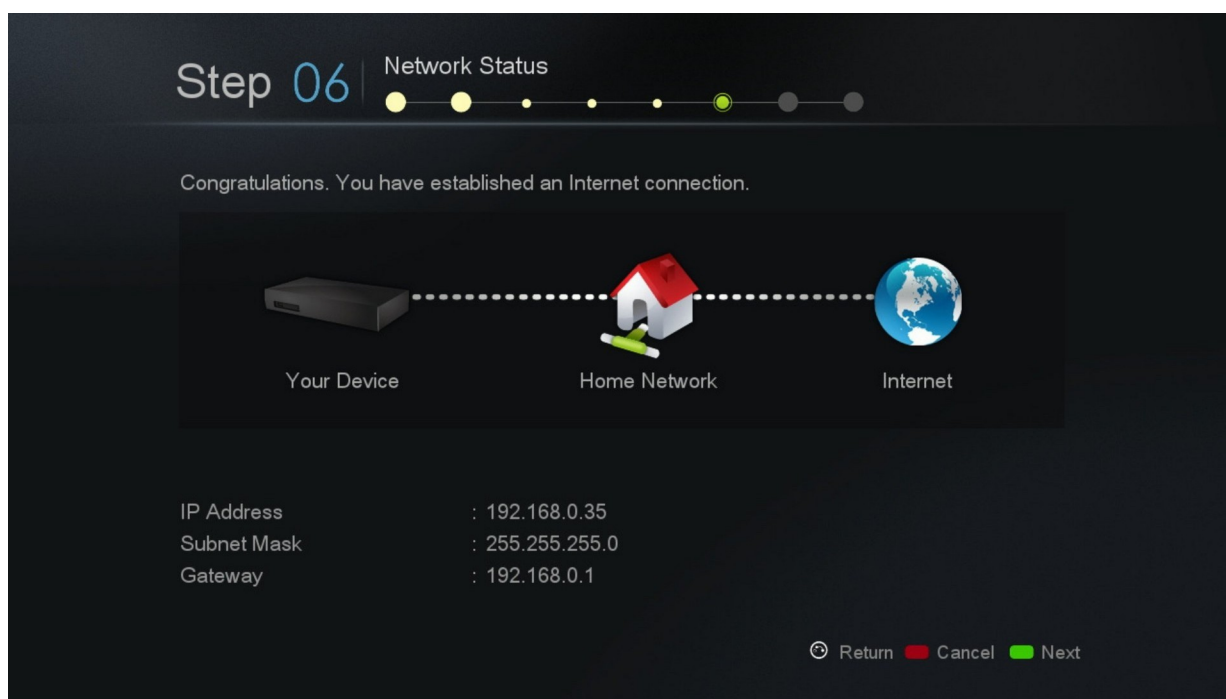 Step 06
Network Status
Congratulations. You have established an Internet connection.
Your Device
Home Network
Internet
IP Address : 192.168.0.35
Subnet Mask : 255.255.255.0
Gateway : 192.168.0.1
Return Cancel Next